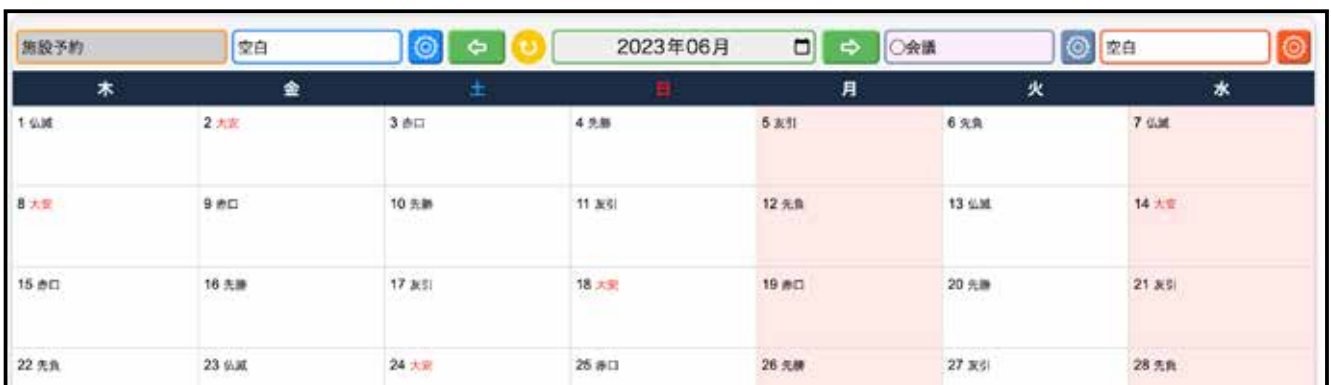 施設予約 空白 2023年06月 〇会議 空白
木 金 土 日 月 火 水
1 仏滅 2 大安 3 赤口 4 先勝 5 友引 6 先負 7 仏滅
8 大安 9 赤口 10 先勝 11 友引 12 先負 13 仏滅 14 大安
15 赤口 16 先勝 17 友引 18 大安 19 赤口 20 先勝 21 友引
22 先負 23 仏滅 24 大安 25 赤口 26 先勝 27 友引 28 先負